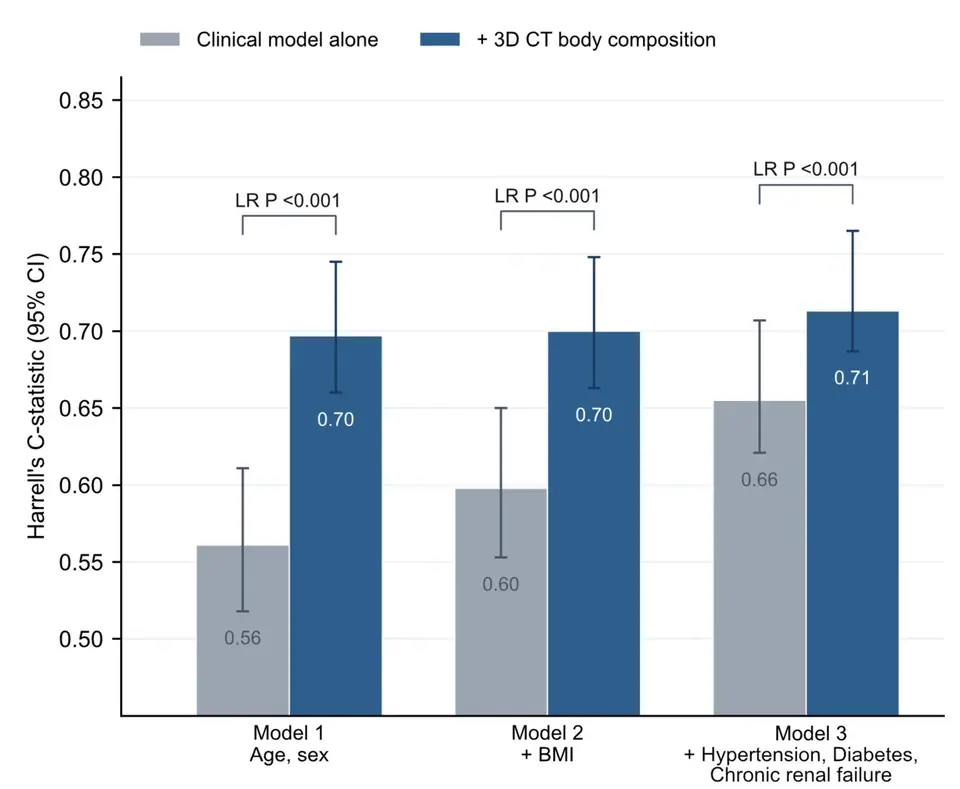 Clinical model alone
+ 3D CT body composition
Harrell's C-statistic (95% CI)
0.85
0.80
0.75
0.70
0.65
0.60
0.55
0.50
LR P <0.001
LR P <0.001
LR P <0.001
0.56
0.70
0.60
0.70
0.66
0.71
Model 1
Age, sex
Model 2
+ BMI
Model 3
+ Hypertension, Diabetes,
Chronic renal failure